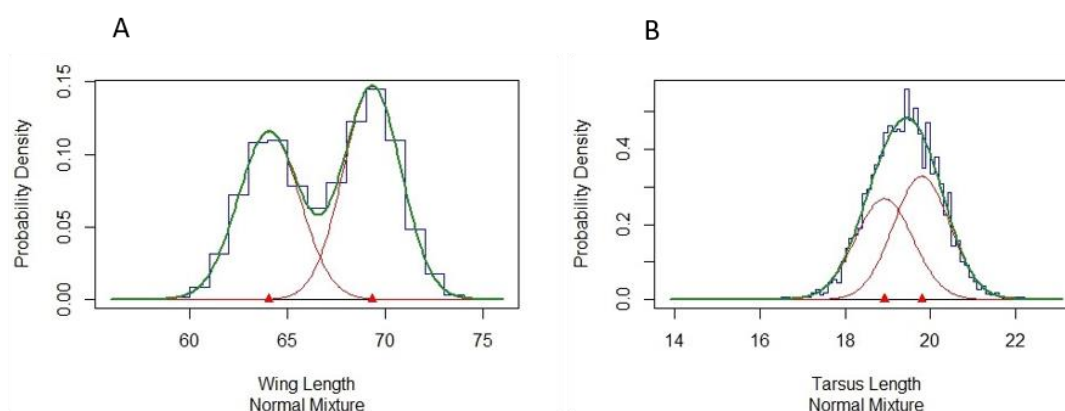 A
B
Probability Density
0.00 0.05 0.10 0.15
60 65 70 75
Wing Length
Normal Mixture
Probability Density
0.0 0.2 0.4
14 16 18 20 22
Tarsus Length
Normal Mixture